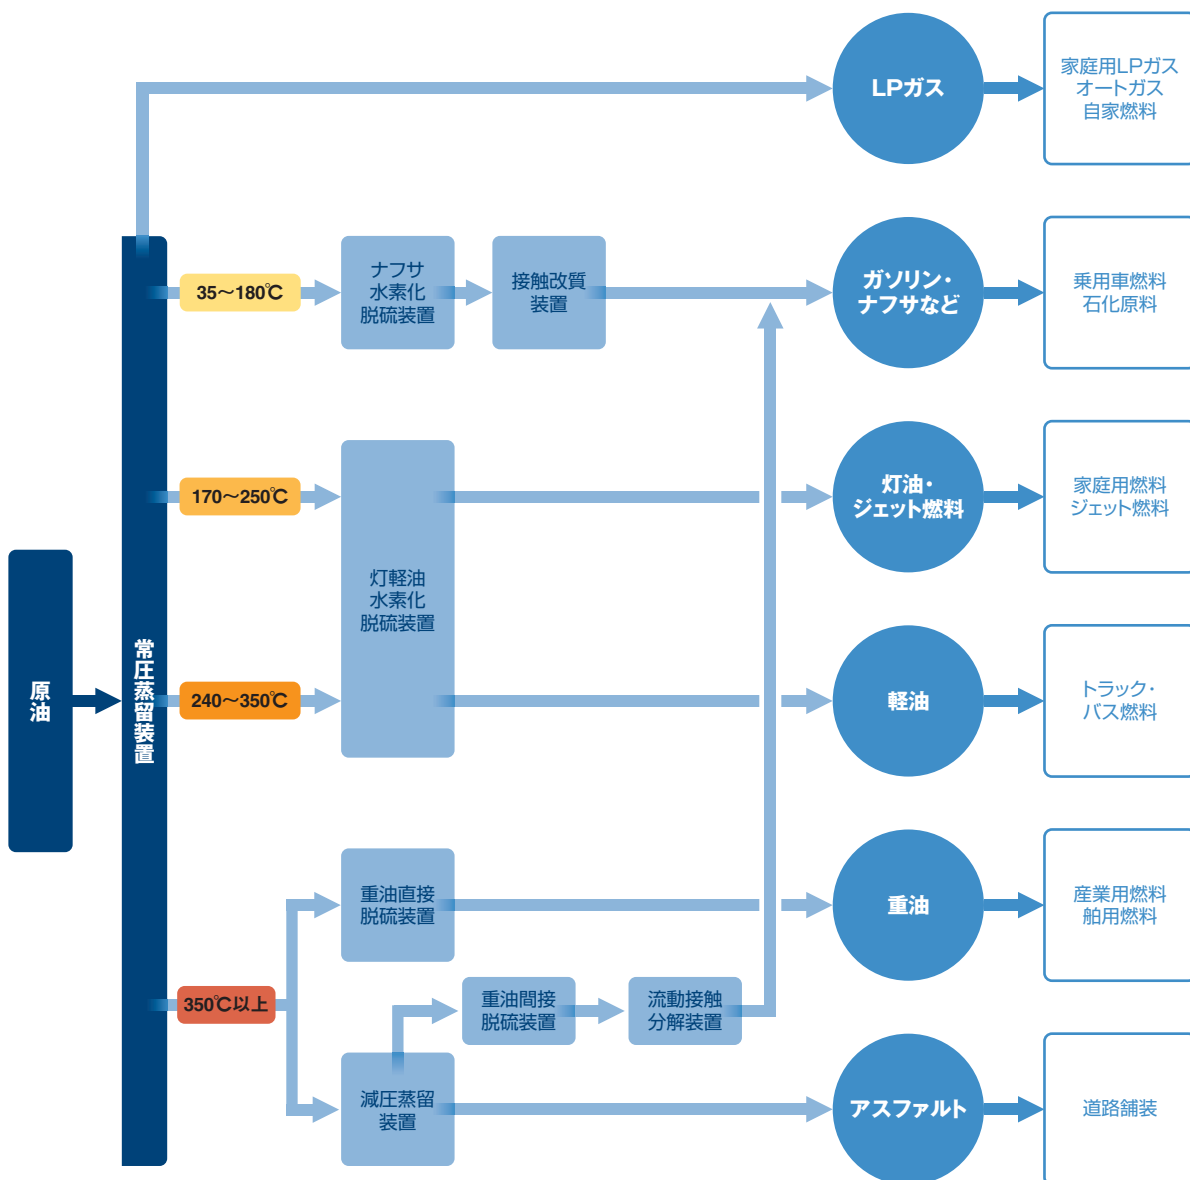 LPガス
家庭用LPガス
オートガス
自家燃料
35〜180℃
ナフサ
水素化
脱硫装置
接触改質
装置
ガソリン・
ナフサなど
乗用車燃料
石化原料
170〜250℃
灯軽油
水素化
脱硫装置
灯油・
ジェット燃料
家庭用燃料
ジェット燃料
原油
常圧蒸留装置
240〜350℃
軽油
トラック・
バス燃料
350℃以上
重油直接
脱硫装置
重油
産業用燃料
舶用燃料
重油間接
脱硫装置
流動接触
分解装置
減圧蒸留
装置
アスファルト
道路舗装